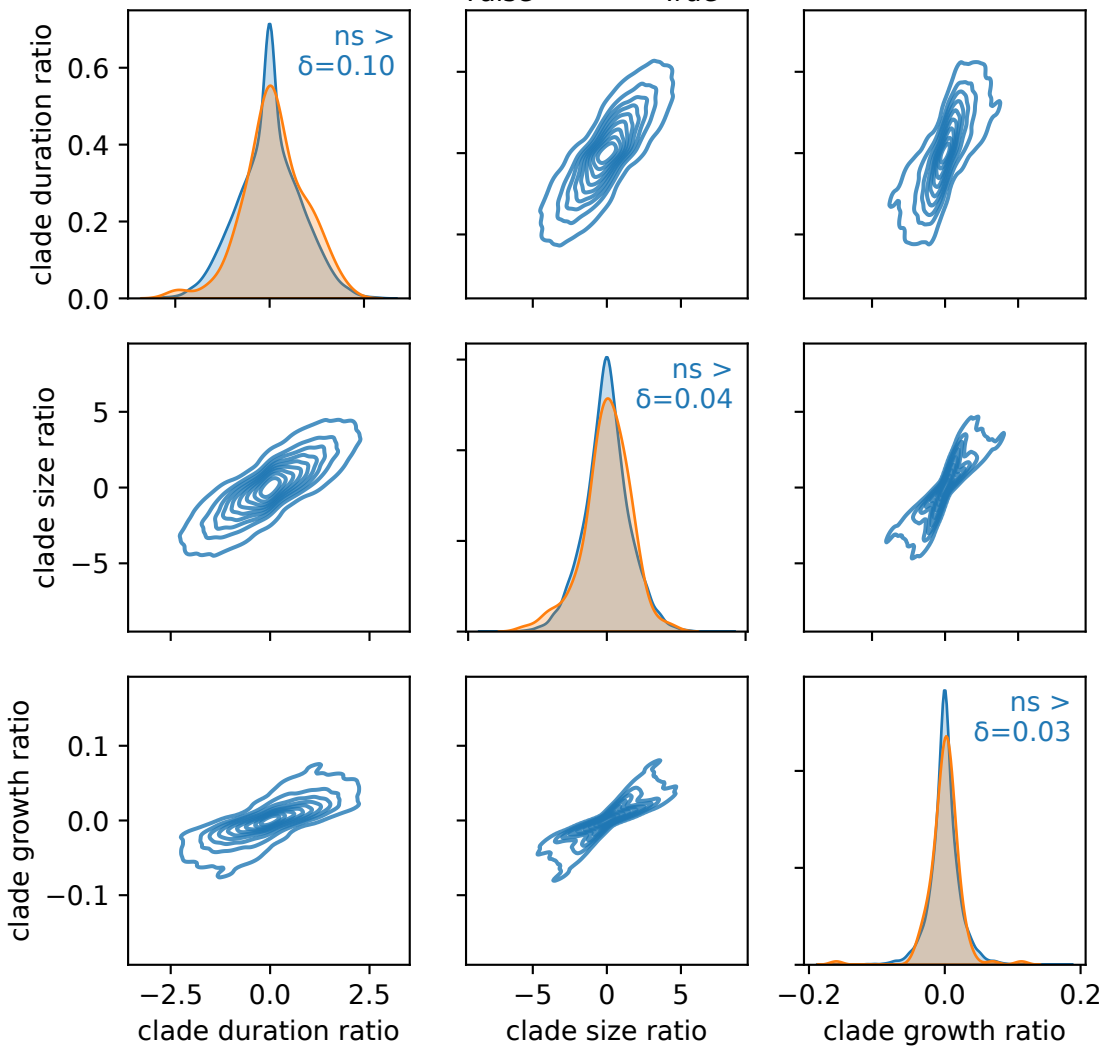 clade duration ratio
0.6
0.4
0.2
0.0
ns >
δ=0.10
clade size ratio
5
0
−5
ns >
δ=0.04
clade growth ratio
0.1
0.0
−0.1
ns >
δ=0.03
−2.5 0.0 2.5
−5 0 5
−0.2 0.0 0.2
clade duration ratio
clade size ratio
clade growth ratio